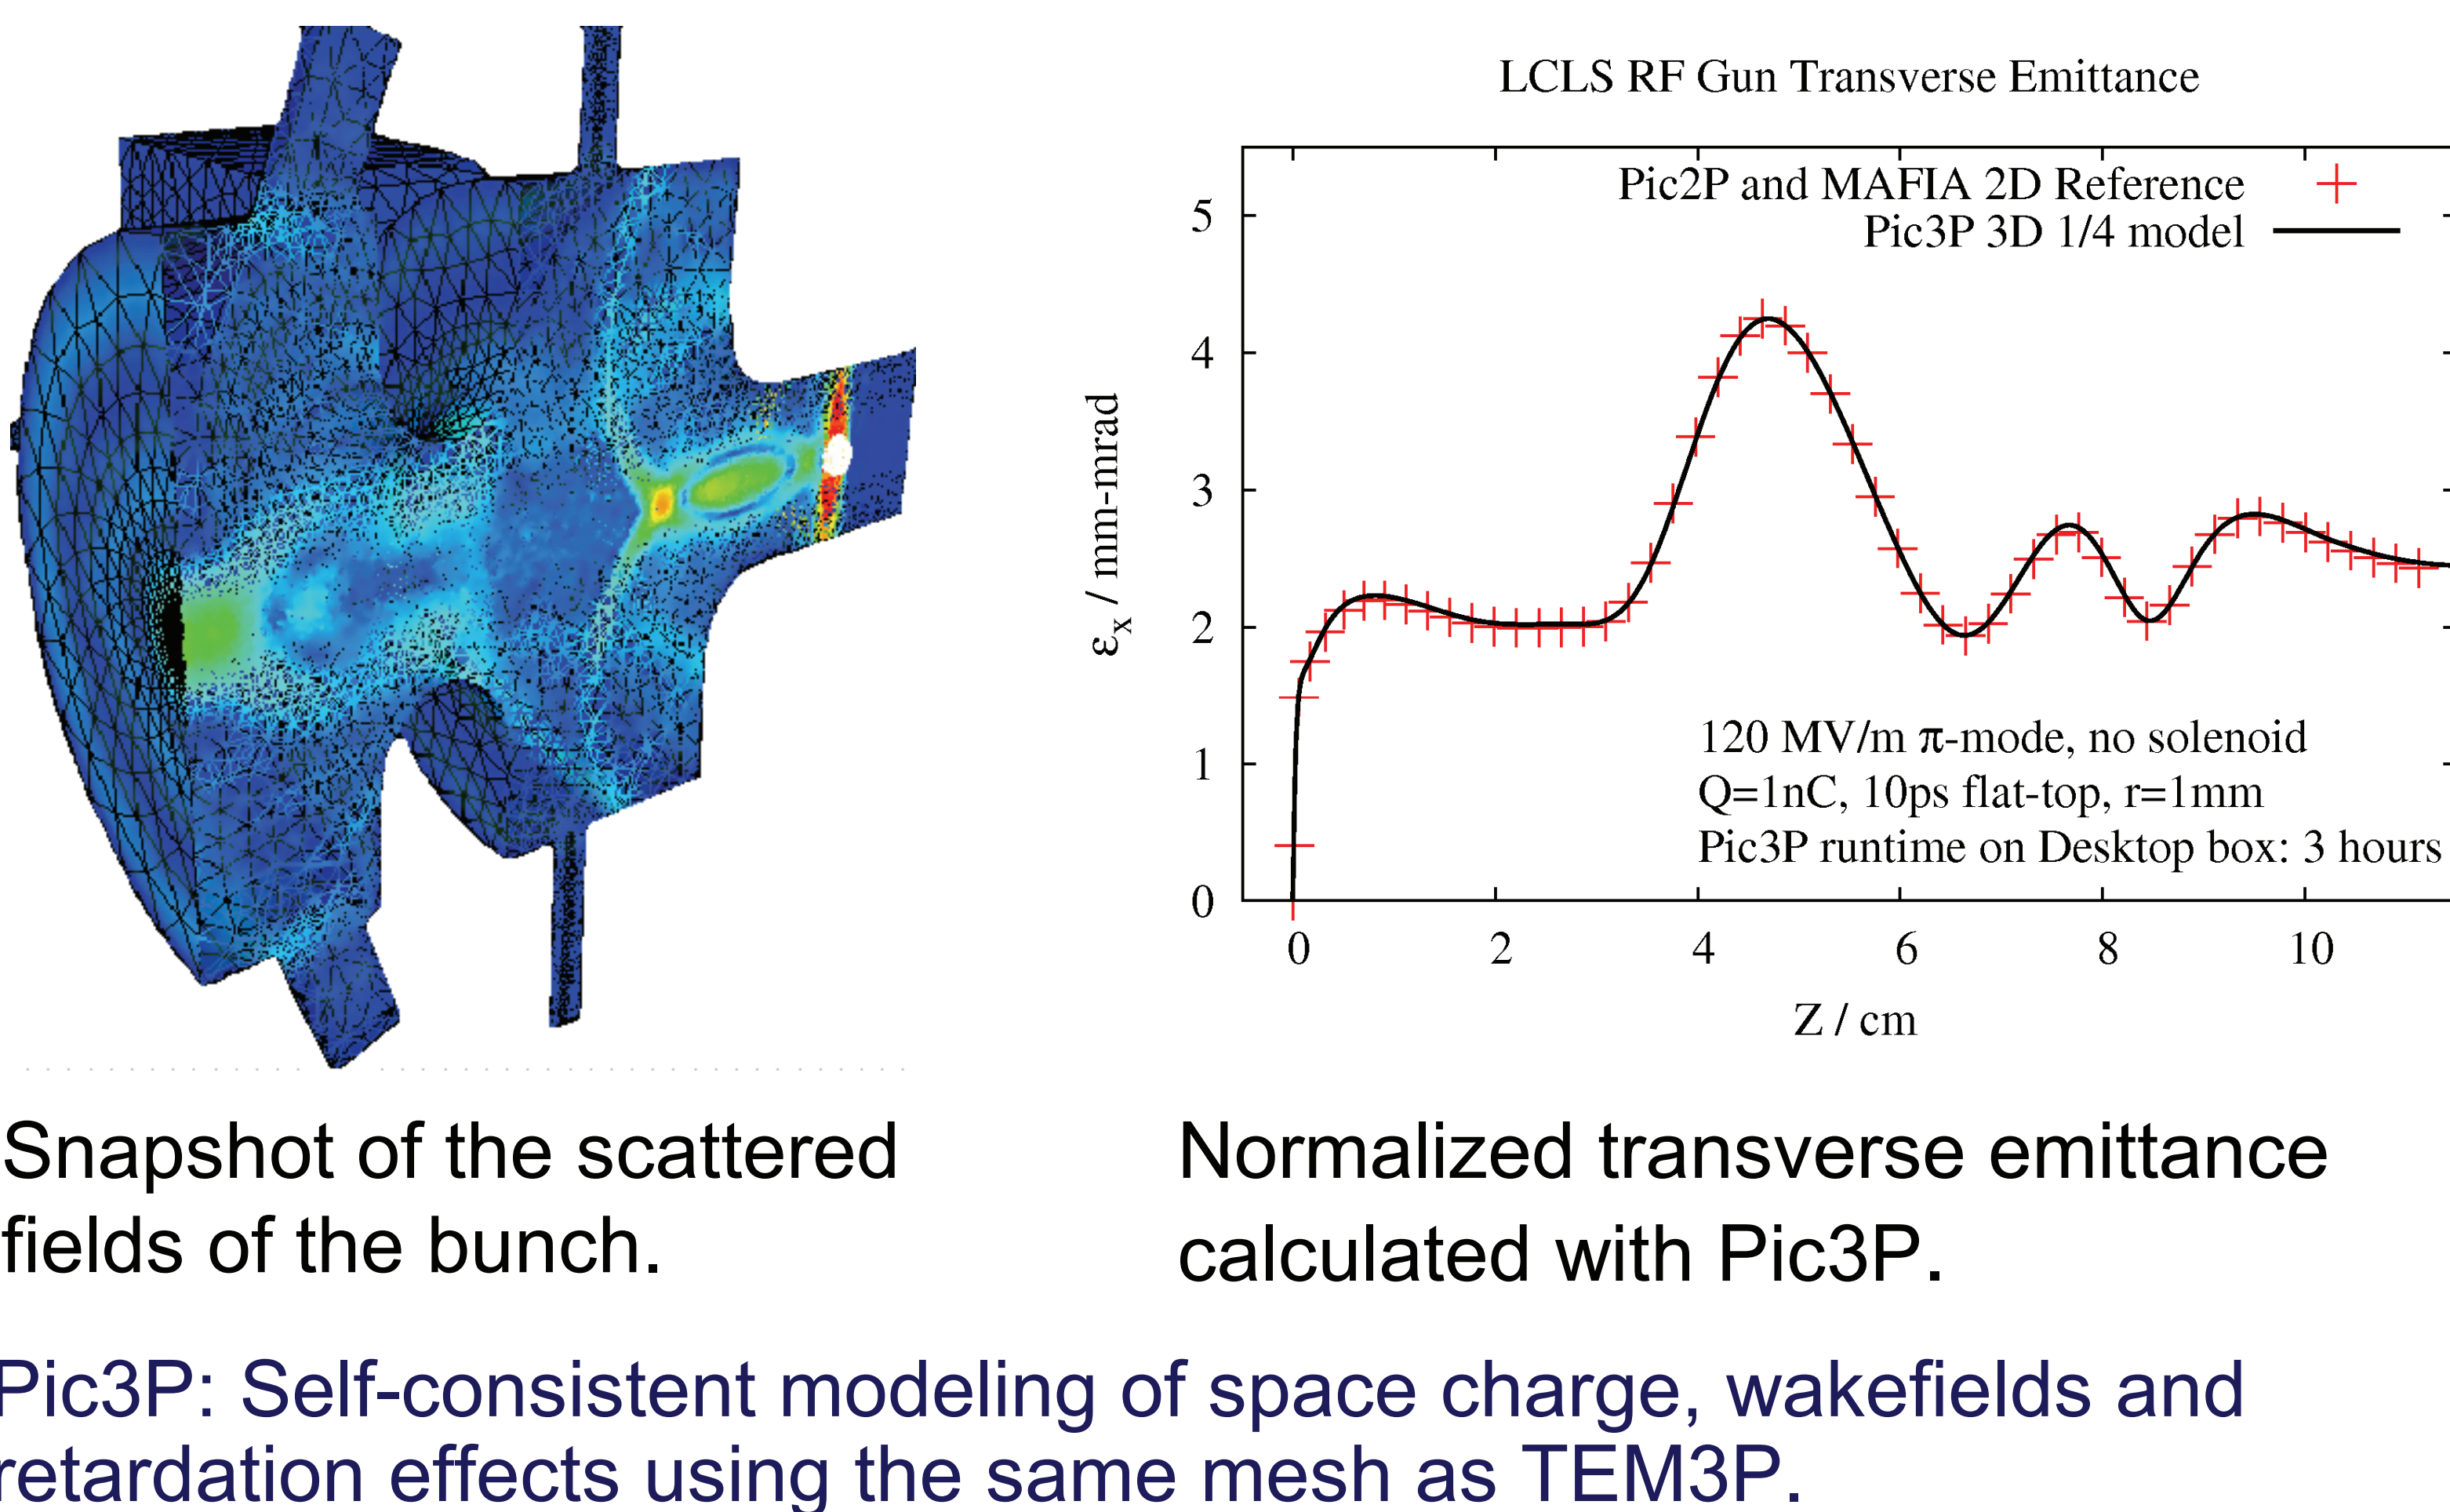 LCLS RF Gun Transverse Emittance
Pic2P and MAFIA 2D Reference
Pic3P 3D 1/4 model
5
4
3
2
1
0
εx / mm-mrad
120 MV/m π-mode, no solenoid
Q=1nC, 10ps flat-top, r=1mm
Pic3P runtime on Desktop box: 3 hours
0 2 4 6 8 10
Z / cm
Snapshot of the scattered
fields of the bunch.
Normalized transverse emittance
calculated with Pic3P.
Pic3P: Self-consistent modeling of space charge, wakefields and
retardation effects using the same mesh as TEM3P.